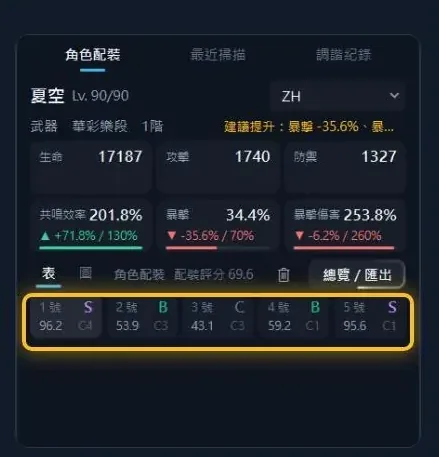 角色配裝 最近掃描 調諧紀錄
夏空 Lv. 90/90 ZH
武器 華彩樂段 1階 建議提升：暴擊 -35.6%、暴...
生命 17187 攻擊 1740 防禦 1327
共鳴效率 201.8% 暴擊 34.4% 暴擊傷害 253.8%
▲ +71.8% / 130% ▼ -35.6% / 70% ▼ -6.2% / 260%
表 圖 角色配裝 配裝評分 69.6 總覽 / 匯出
1 號 S 2 號 B 3 號 C 4 號 B 5 號 S
96.2 C4 53.9 C3 43.1 C3 59.2 C1 95.6 C1